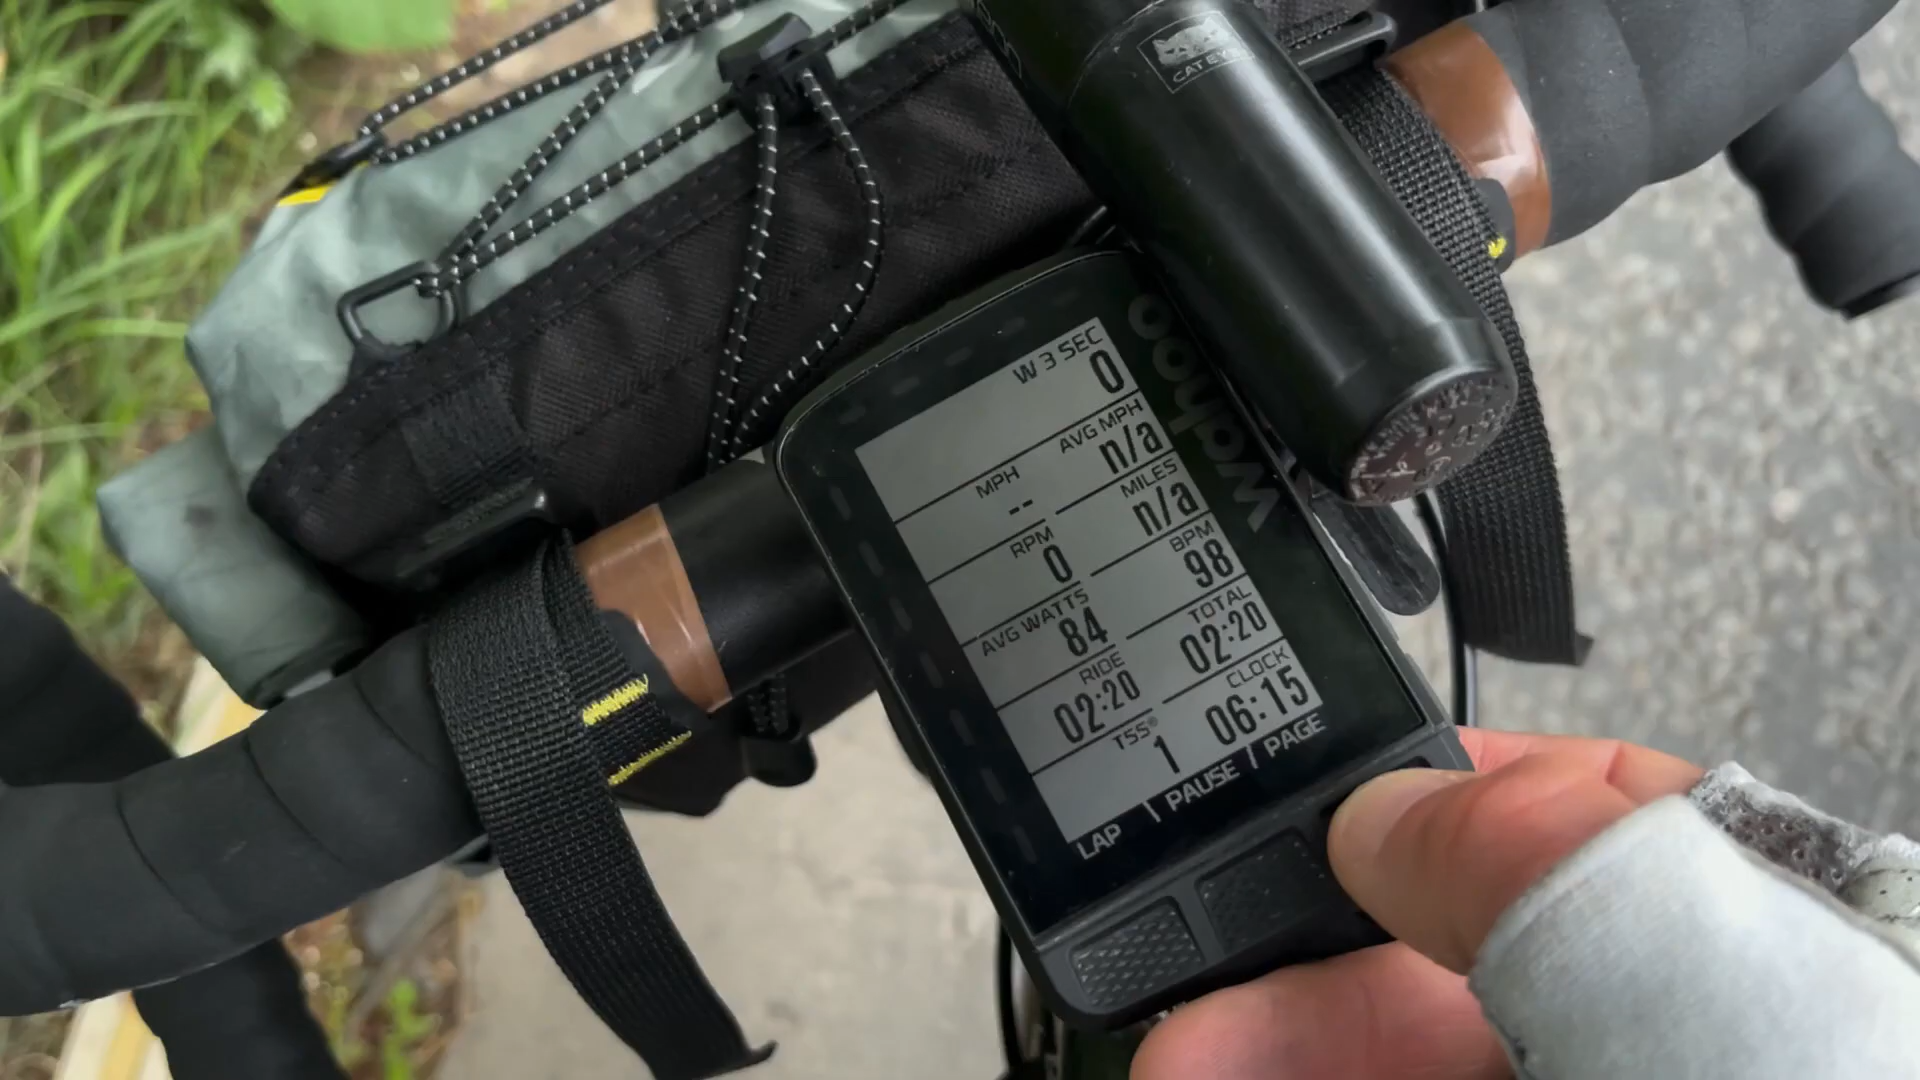 CATEYE
wahoo
W 3 SEC
0
MPH
--
AVG MPH
n/a
RPM
0
MILES
n/a
AVG WATTS
84
BPM
98
RIDE
02:20
TOTAL
02:20
TSS®
1
CLOCK
06:15
LAP \ PAUSE / PAGE